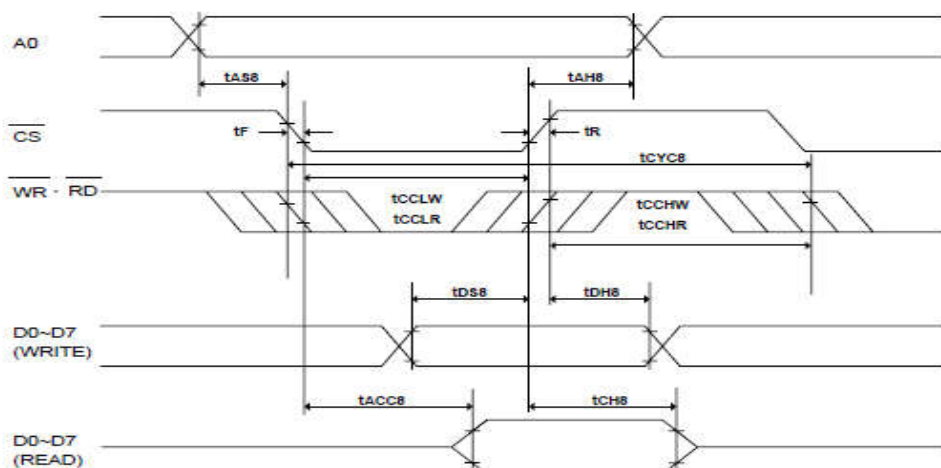 A0
tAS8
tAH8
CS
tF
tR
tCYC8
WR · RD
tCCLW
tCCLR
tCCHW
tCCHR
tDS8
tDH8
D0~D7
(WRITE)
tACC8
tCH8
D0~D7
(READ)